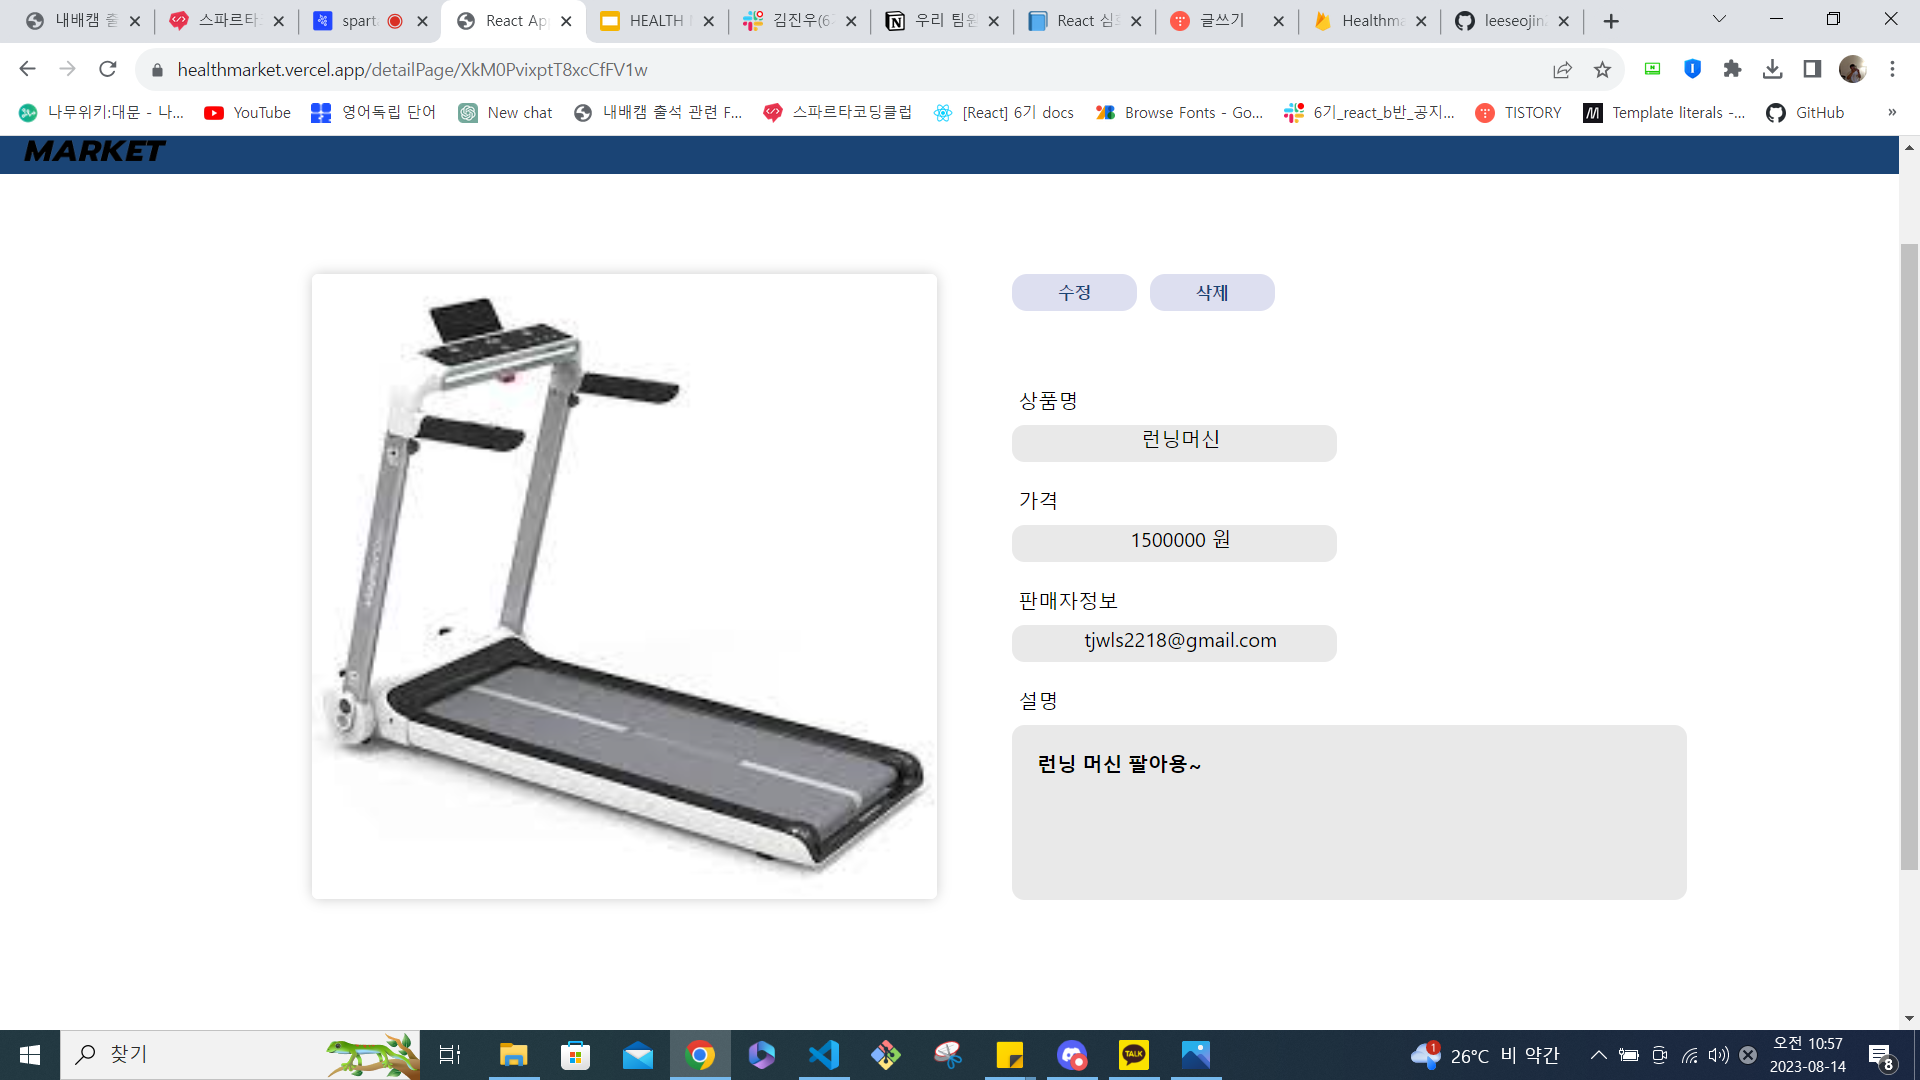 내배캠 출
스파르타
spart
React Ap
HEALTH
김진우(6
우리 팀원
React 심화
글쓰기
Healthma
leeseojin
healthmarket.vercel.app/detailPage/XkM0PvixptT8xcCfFV1w
나무위키:대문 - 나...
YouTube
영어독립 단어
New chat
내배캠 출석 관련 F...
스파르타코딩클럽
[React] 6기 docs
Browse Fonts - Go...
6기_react_b반_공지...
TISTORY
Template literals -...
GitHub
»
MARKET
수정
삭제
상품명
런닝머신
가격
1500000 원
판매자정보
tjwls2218@gmail.com
설명
런닝 머신 팔아용~
찾기
TALK
1
26°C 비 약간
오전 10:57
2023-08-14
8